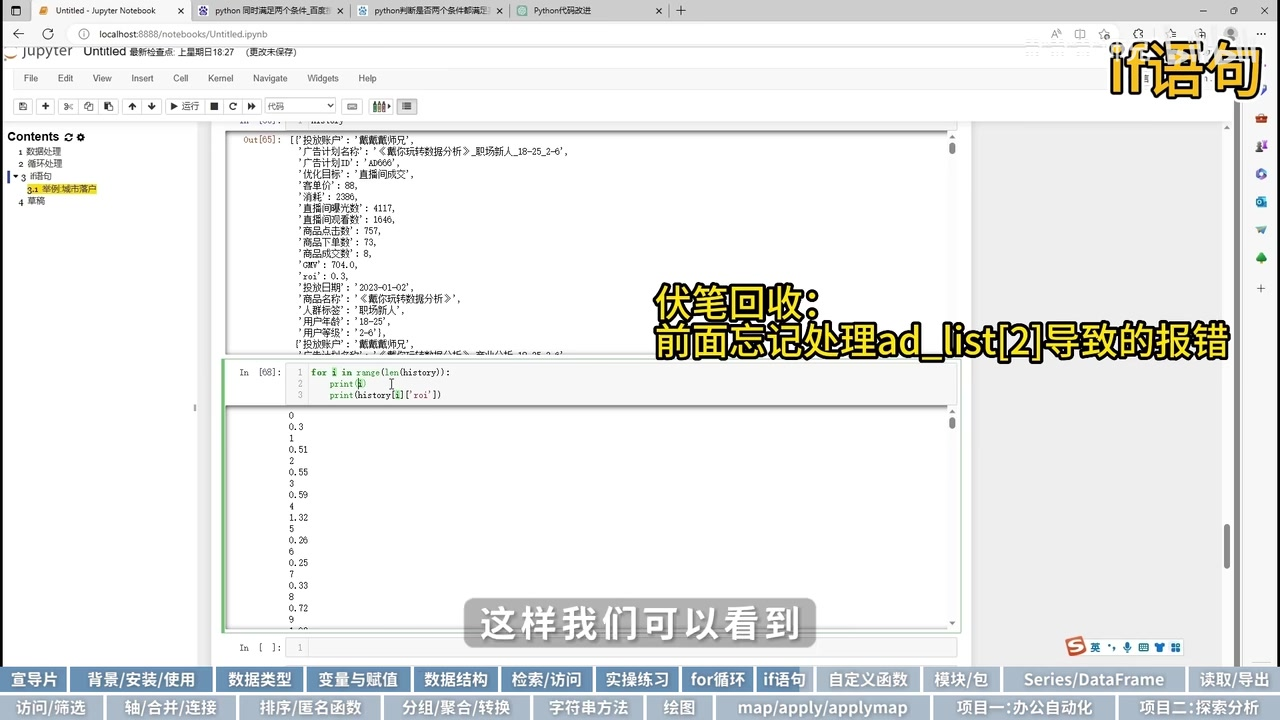 Untitled - Jupyter Notebook
python 同时满足两个条件_百度
python判断是否两个条件都满足
Python代码改进
localhost:8888/notebooks/Untitled.ipynb
Jupyter Untitled 最新检查点: 上星期日18:27 (更改未保存)
if语句
File Edit View Insert Cell Kernel Navigate Widgets Help
运行 代码
Contents
1 数据处理
2 循环处理
3 if语句
3.1 举例:城市落户
4 草稿
history
Out[65]: [{'投放账户': '戴戴戴师兄',
'广告计划名称': '《戴你玩转数据分析》_职场新人_18-25_2-6',
'广告计划ID': 'AD666',
'优化目标': '直播间成交',
'客单价': 88,
'消耗': 2386,
'直播间曝光数': 4117,
'直播间观看数': 1646,
'商品点击数': 757,
'商品下单数': 73,
'商品成交数': 8,
'GMV': 704.0,
'roi': 0.3,
'投放日期': '2023-01-02',
'商品名称': '《戴你玩转数据分析》',
'人群标签': '职场新人',
'用户年龄': '18-25',
'用户等级': '2-6'},
{'投放账户': '戴戴戴师兄',
伏笔回收：
前面忘记处理ad_list[2]导致的报错
In [68]:
1 for i in range(len(history)):
2 print(i)
3 print(history[i]['roi'])
0
0.3
1
0.51
2
0.55
3
0.59
4
1.32
5
0.26
6
0.25
7
0.33
8
0.72
9
这样我们可以看到
In [ ]: 1
英
宣导片 背景/安装/使用 数据类型 变量与赋值 数据结构 检索/访问 实操练习 for循环 if语句 自定义函数 模块/包 Series/DataFrame 读取/导出
访问/筛选 轴/合并/连接 排序/匿名函数 分组/聚合/转换 字符串方法 绘图 map/apply/applymap 项目一:办公自动化 项目二:探索分析